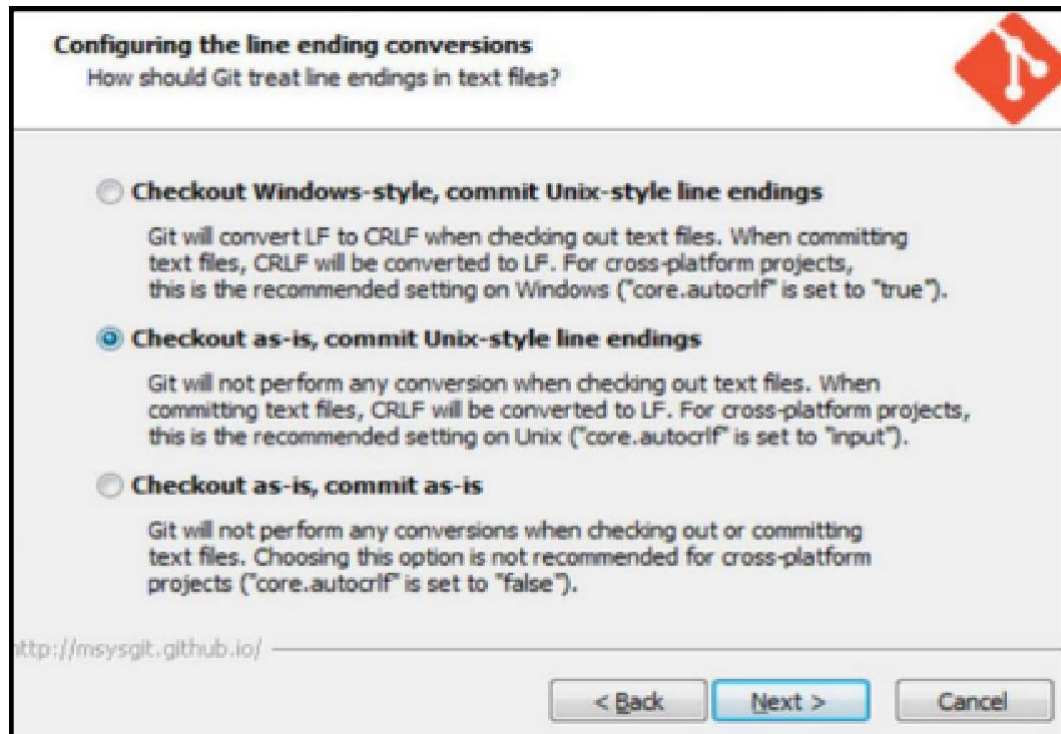 Configuring the line ending conversions
How should Git treat line endings in text files?
Checkout Windows-style, commit Unix-style line endings
Git will convert LF to CRLF when checking out text files. When committing
text files, CRLF will be converted to LF. For cross-platform projects,
this is the recommended setting on Windows ("core.autocrlf" is set to "true").
Checkout as-is, commit Unix-style line endings
Git will not perform any conversion when checking out text files. When
committing text files, CRLF will be converted to LF. For cross-platform projects,
this is the recommended setting on Unix ("core.autocrlf" is set to "input").
Checkout as-is, commit as-is
Git will not perform any conversions when checking out or committing
text files. Choosing this option is not recommended for cross-platform
projects ("core.autocrlf" is set to "false").
http://msysgit.github.io/
< Back
Next >
Cancel